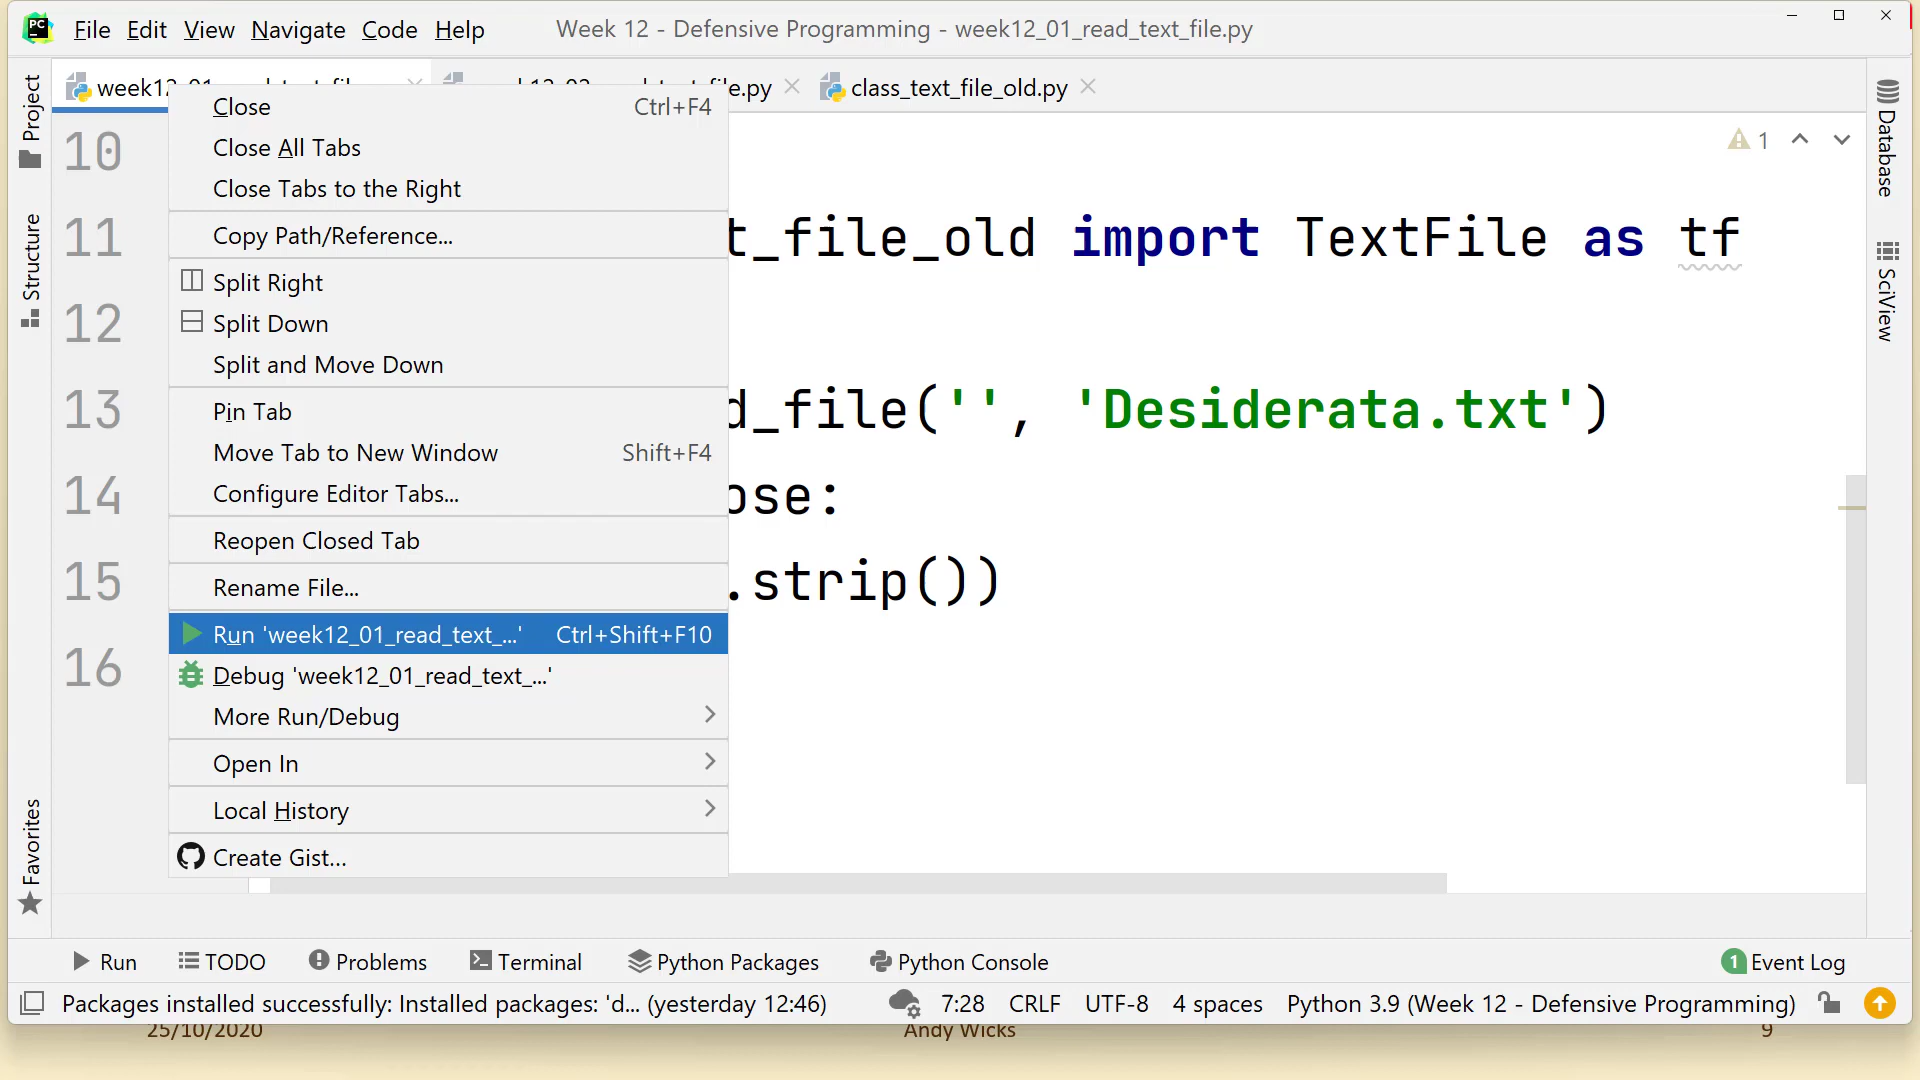 PC File Edit View Navigate Code Help Week 12 - Defensive Programming - week12_01_read_text_file.py
e.py class_text_file_old.py
Close Ctrl+F4
Close All Tabs
Close Tabs to the Right
Copy Path/Reference...
Split Right
Split Down
Split and Move Down
Pin Tab
Move Tab to New Window Shift+F4
Configure Editor Tabs...
Reopen Closed Tab
Rename File...
Run 'week12_01_read_text_...' Ctrl+Shift+F10
Debug 'week12_01_read_text_...'
More Run/Debug
Open In
Local History
Create Gist...
10
11 t_file_old import TextFile as tf
12
13 d_file('', 'Desiderata.txt')
14 ose:
15 .strip())
16
1
Project
Structure
Favorites
Database
SciView
Run TODO Problems Terminal Python Packages Python Console 1 Event Log
Packages installed successfully: Installed packages: 'd... (yesterday 12:46) 7:28 CRLF UTF-8 4 spaces Python 3.9 (Week 12 - Defensive Programming)
25/10/2020 Andy Wicks 9